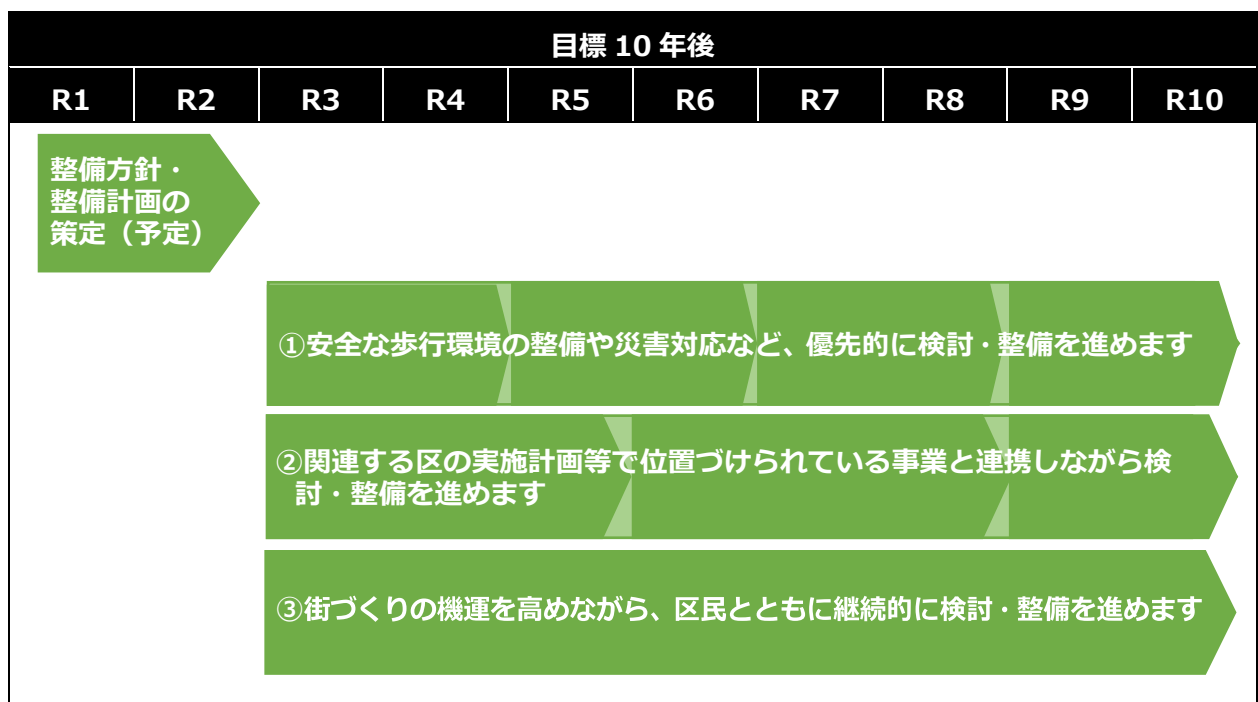 目標 10 年後
R1 R2 R3 R4 R5 R6 R7 R8 R9 R10
整備方針・
整備計画の
策定（予定）
①安全な歩行環境の整備や災害対応など、優先的に検討・整備を進めます
②関連する区の実施計画等で位置づけられている事業と連携しながら検
討・整備を進めます
③街づくりの機運を高めながら、区民とともに継続的に検討・整備を進めます